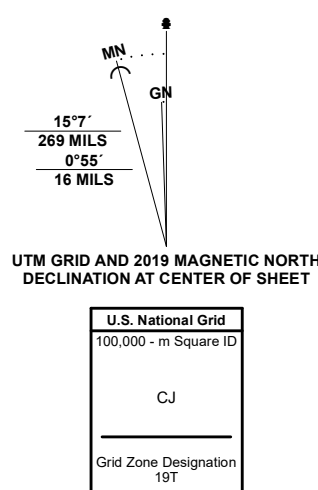 MN
GN
15°7´
269 MILS
0°55´
16 MILS
UTM GRID AND 2019 MAGNETIC NORTH
DECLINATION AT CENTER OF SHEET
U.S. National Grid
100,000 - m Square ID
CJ
Grid Zone Designation
19T